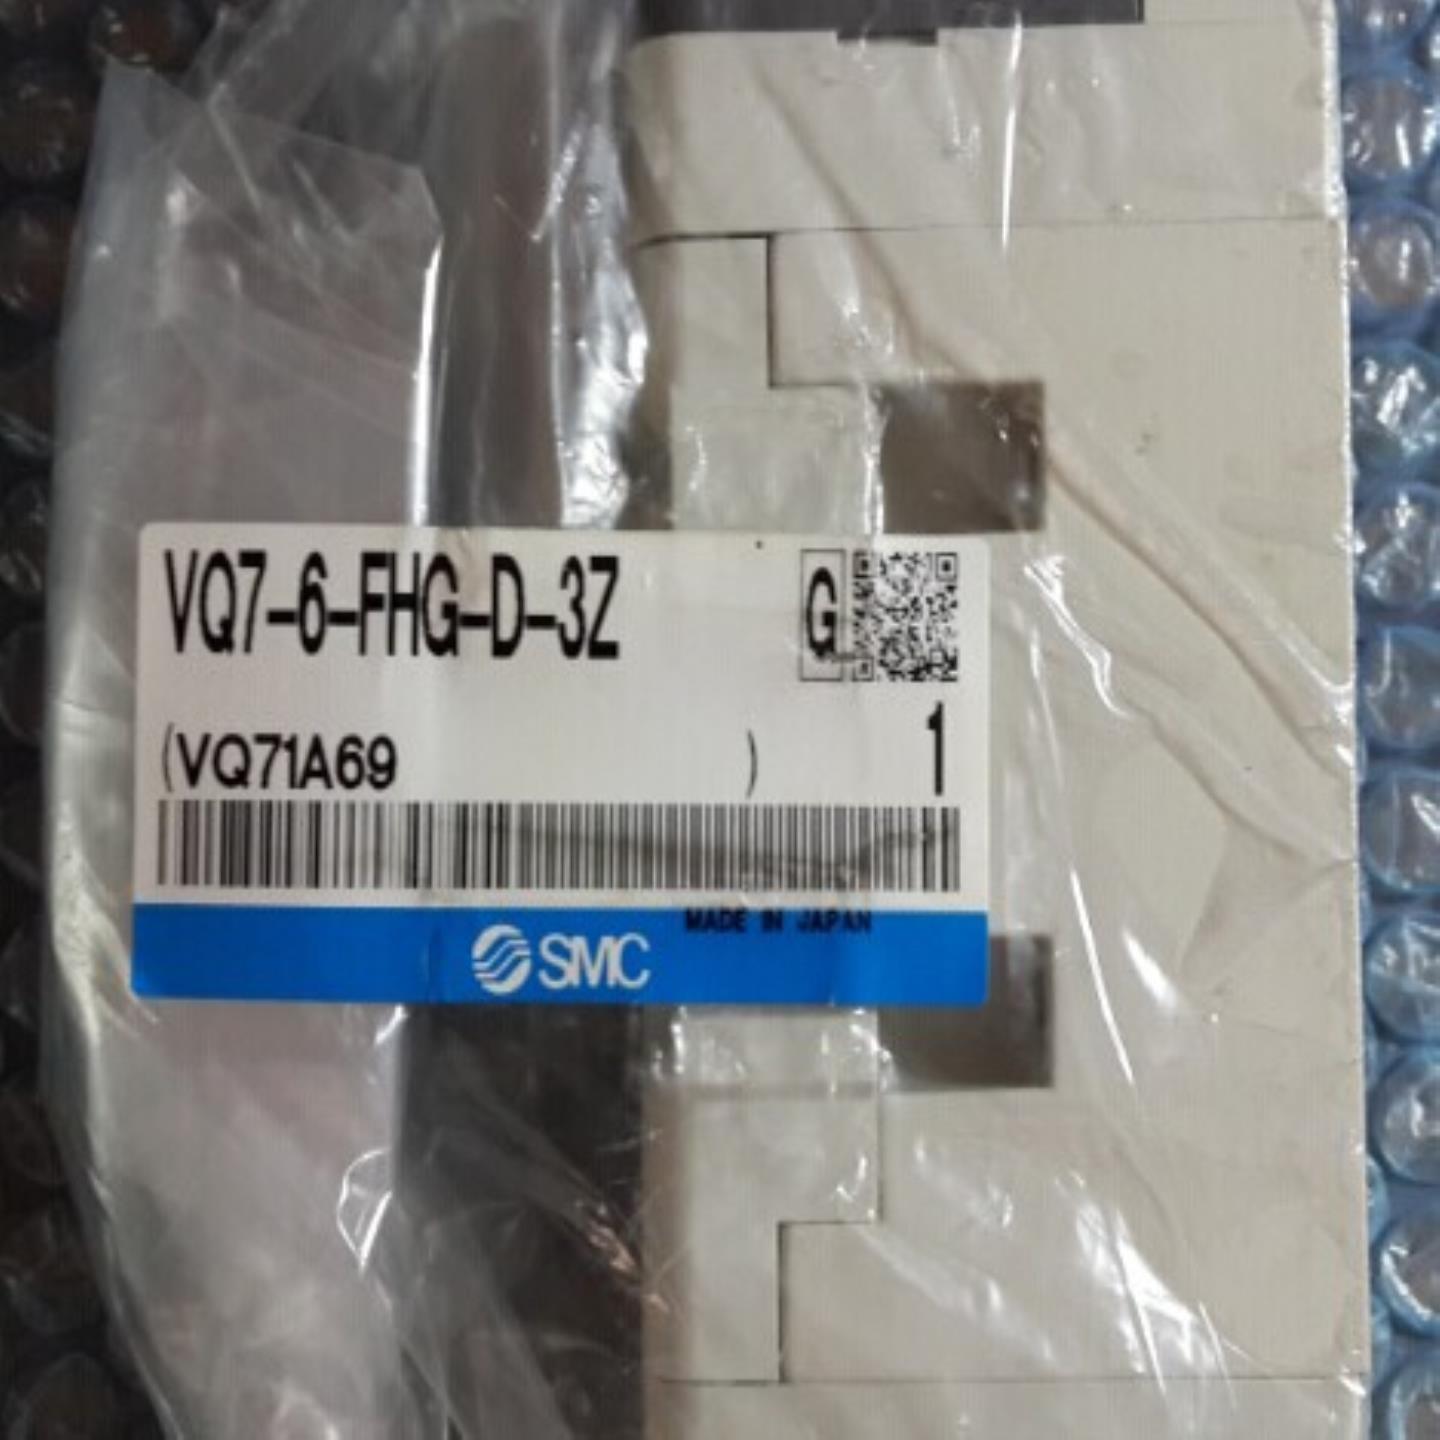 VQ7-6-FHG-D-3Z
G
(VQ71A69 )
1
MADE IN JAPAN
SMC